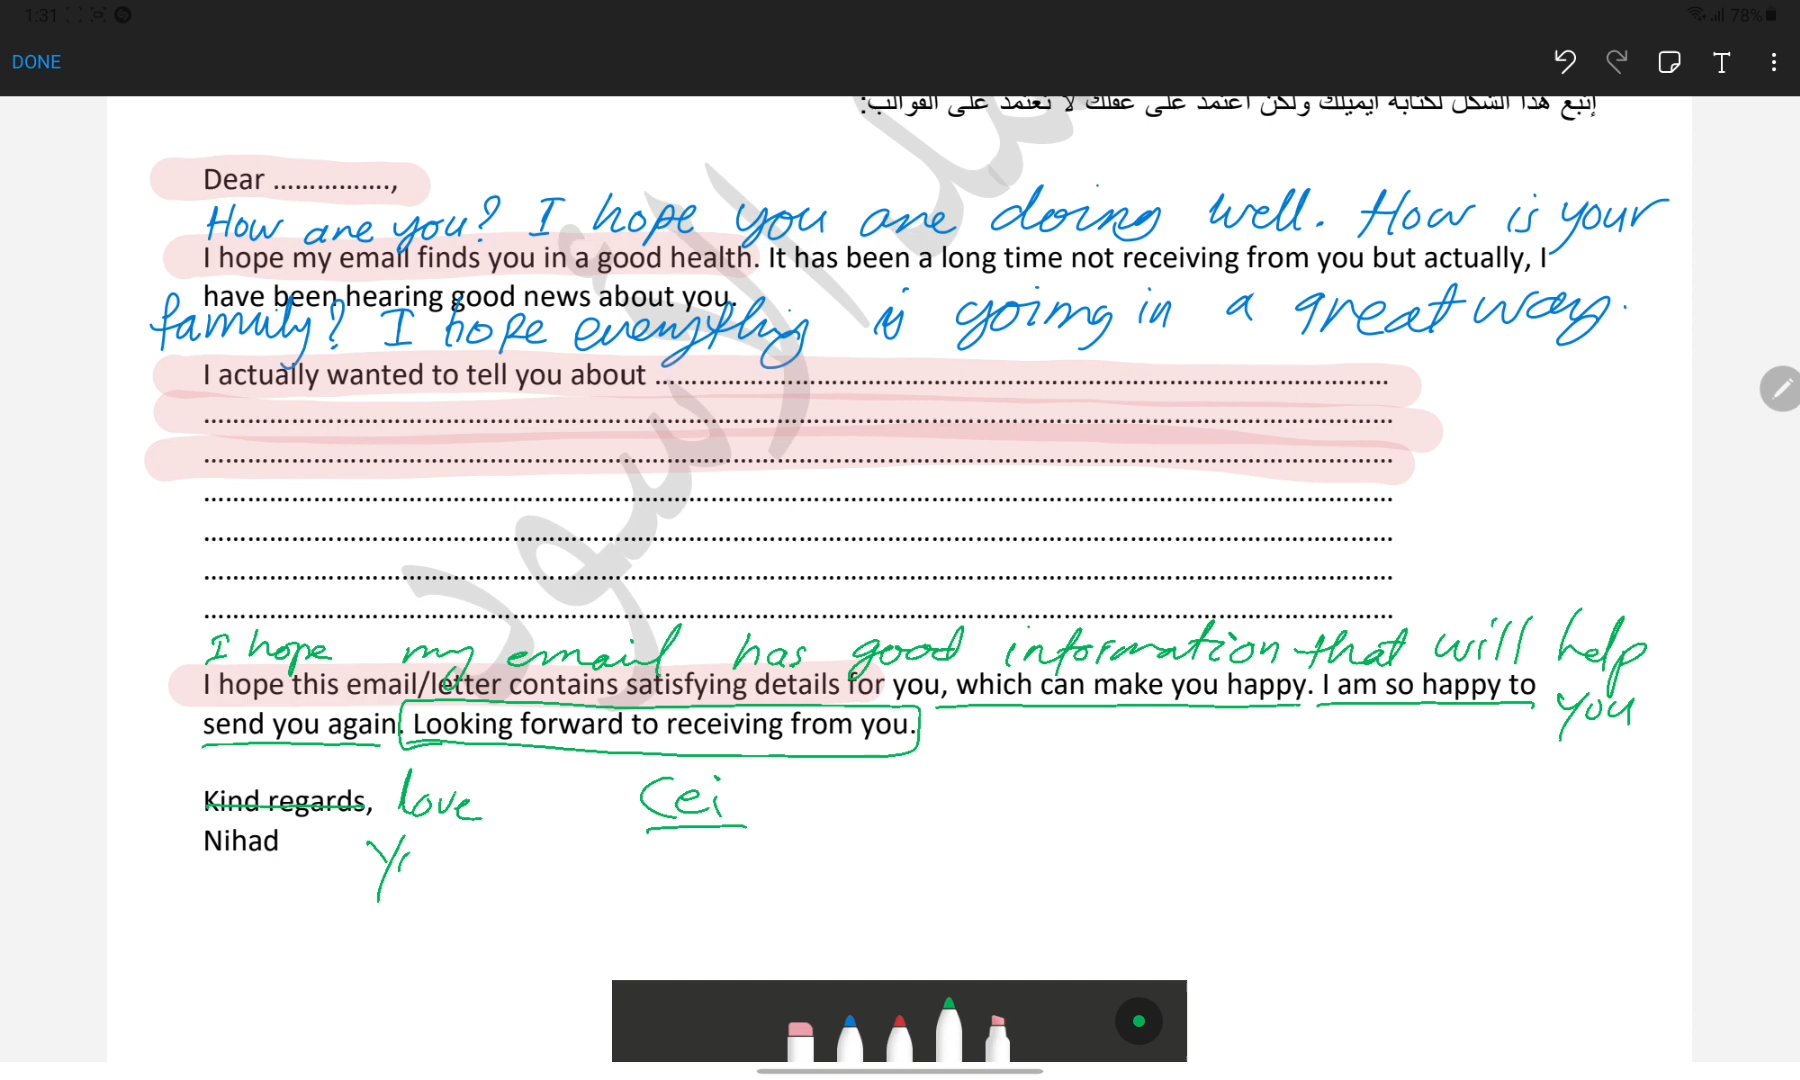 1:31
78%
DONE
إتبع هذا الشكل لكتابة ايميلك ولكن اعتمد على عقلك لا تعتمد على القوالب:
Dear ................,
How are you? I hope you are doing well. How is your
I hope my email finds you in a good health. It has been a long time not receiving from you but actually, I
have been hearing good news about you.
family? I hope everything is going in a great way.
I actually wanted to tell you about ....................................................................................................
I hope my email has good information that will help
I hope this email/letter contains satisfying details for you, which can make you happy. I am so happy to
you
send you again. Looking forward to receiving from you.
Kind regards, love
Cei
Nihad